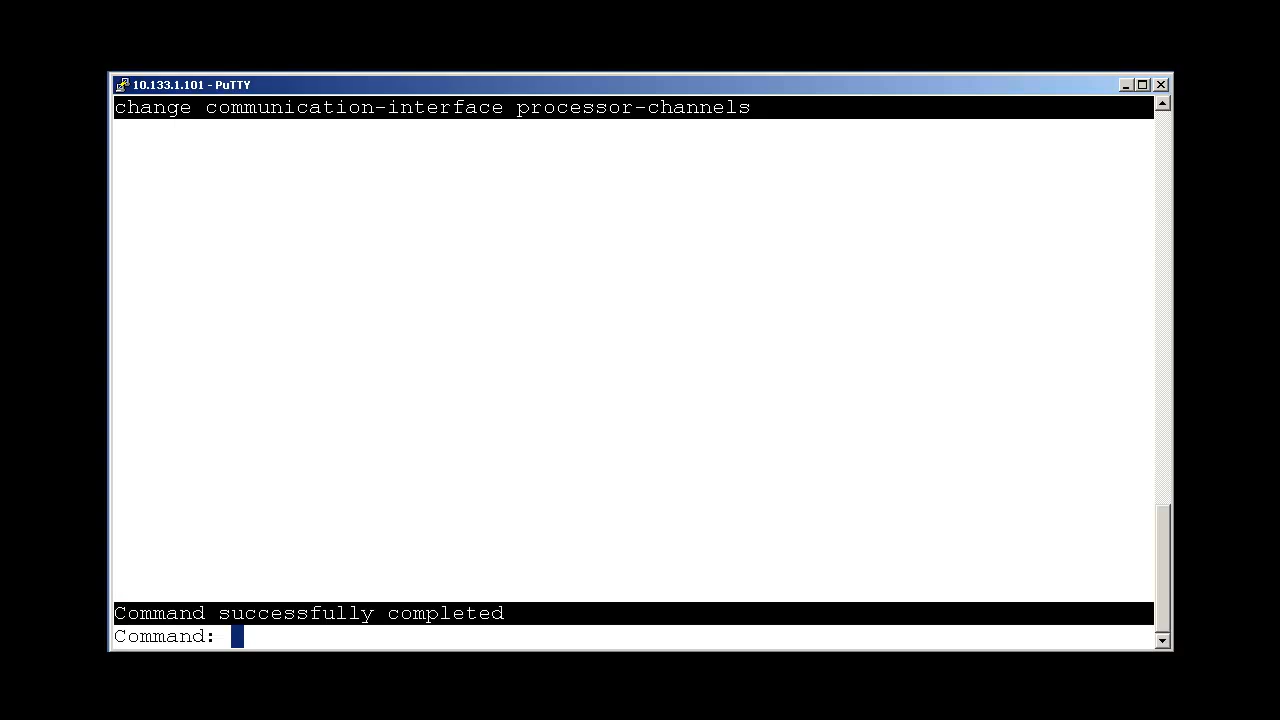 10.133.1.101 - PuTTY
change communication-interface processor-channels
Command successfully completed
Command: